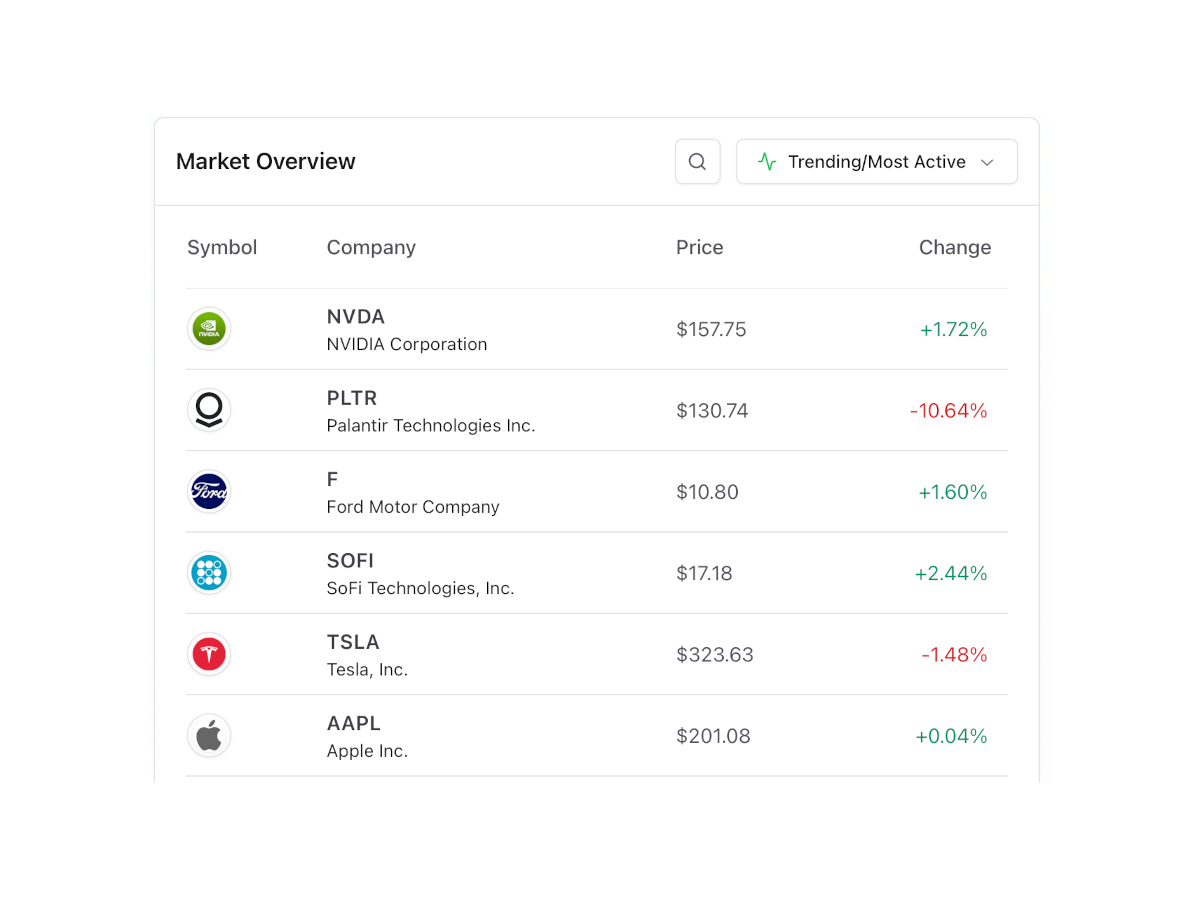 Market Overview
Trending/Most Active
Symbol Company Price Change
NVIDIA
NVDA
NVIDIA Corporation
$157.75
+1.72%
PLTR
Palantir Technologies Inc.
$130.74
-10.64%
Ford
F
Ford Motor Company
$10.80
+1.60%
SOFI
SoFi Technologies, Inc.
$17.18
+2.44%
TSLA
Tesla, Inc.
$323.63
-1.48%
AAPL
Apple Inc.
$201.08
+0.04%